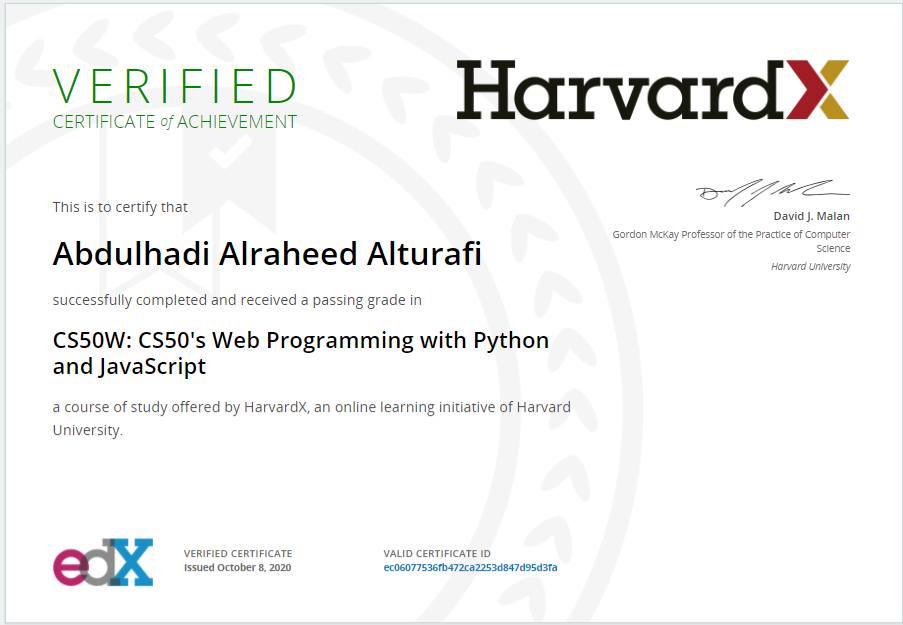 VERIFIED
CERTIFICATE of ACHIEVEMENT
HarvardX
This is to certify that
Abdulhadi Alraheed Alturafi
successfully completed and received a passing grade in
CS50W: CS50's Web Programming with Python
and JavaScript
a course of study offered by HarvardX, an online learning initiative of Harvard
University.
David J. Malan
Gordon McKay Professor of the Practice of Computer
Science
Harvard University
edX
VERIFIED CERTIFICATE
Issued October 8, 2020
VALID CERTIFICATE ID
ec06077536fb472ca2253d847d95d3fa